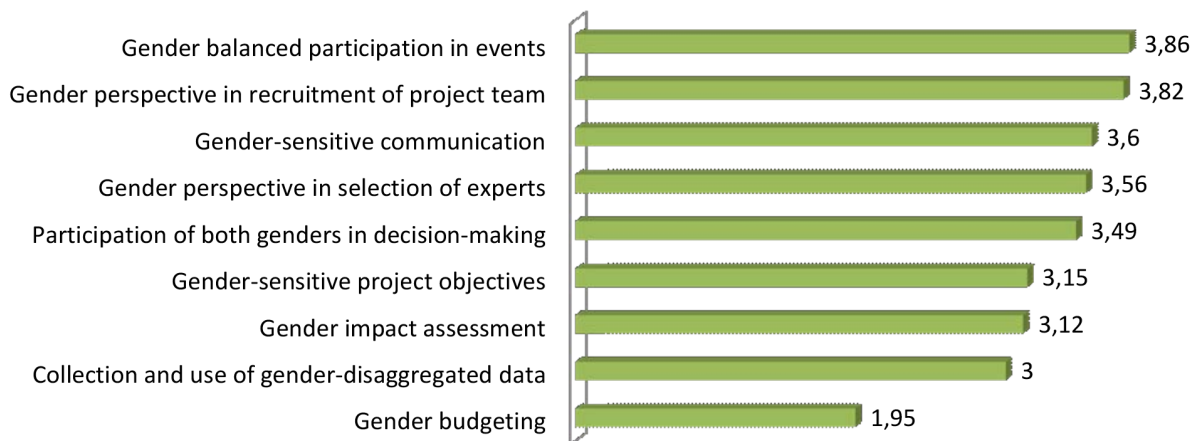 Gender balanced participation in events 3,86
Gender perspective in recruitment of project team 3,82
Gender-sensitive communication 3,6
Gender perspective in selection of experts 3,56
Participation of both genders in decision-making 3,49
Gender-sensitive project objectives 3,15
Gender impact assessment 3,12
Collection and use of gender-disaggregated data 3
Gender budgeting 1,95